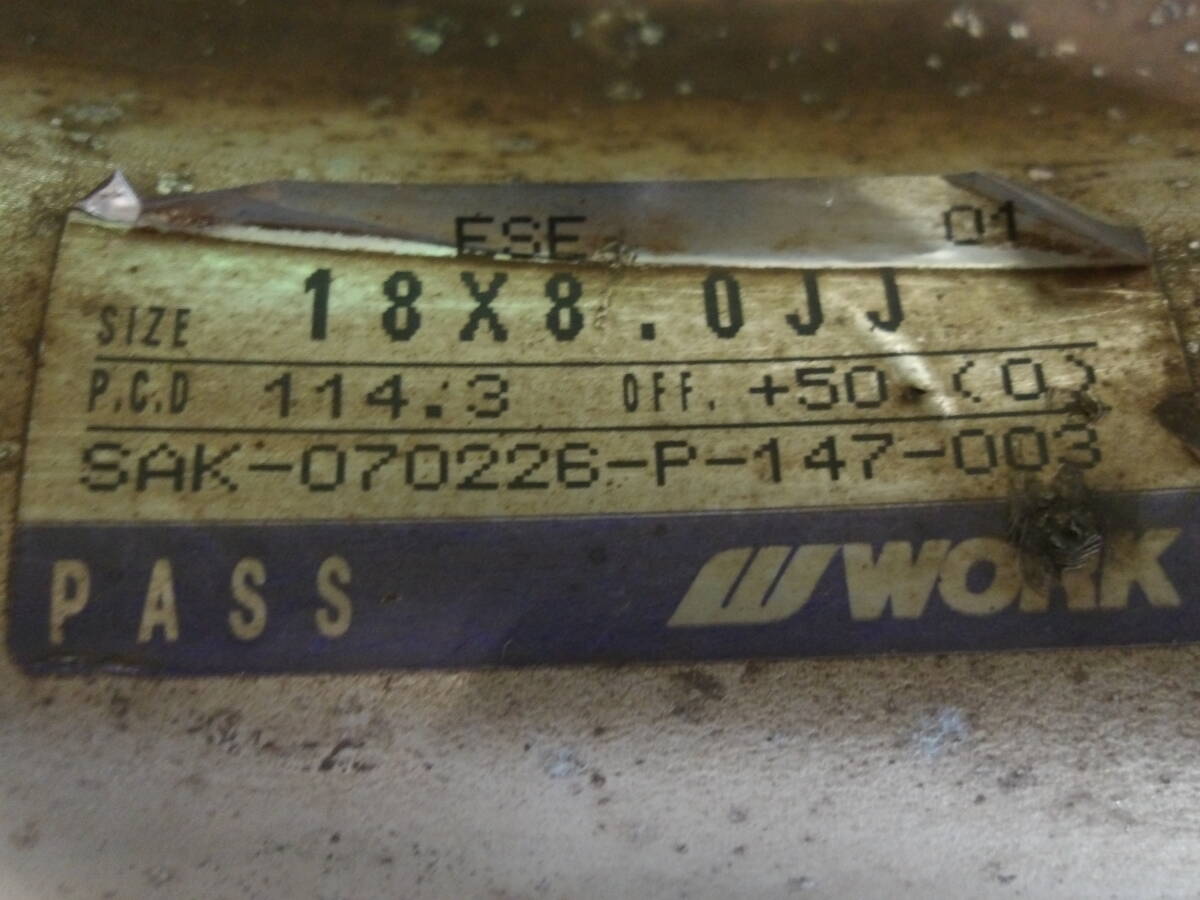 ESE 01
SIZE 18X8.0JJ
P.C.D 114.3 OFF. +50 (0)
SAK-070226-P-147-003
PASS WORK